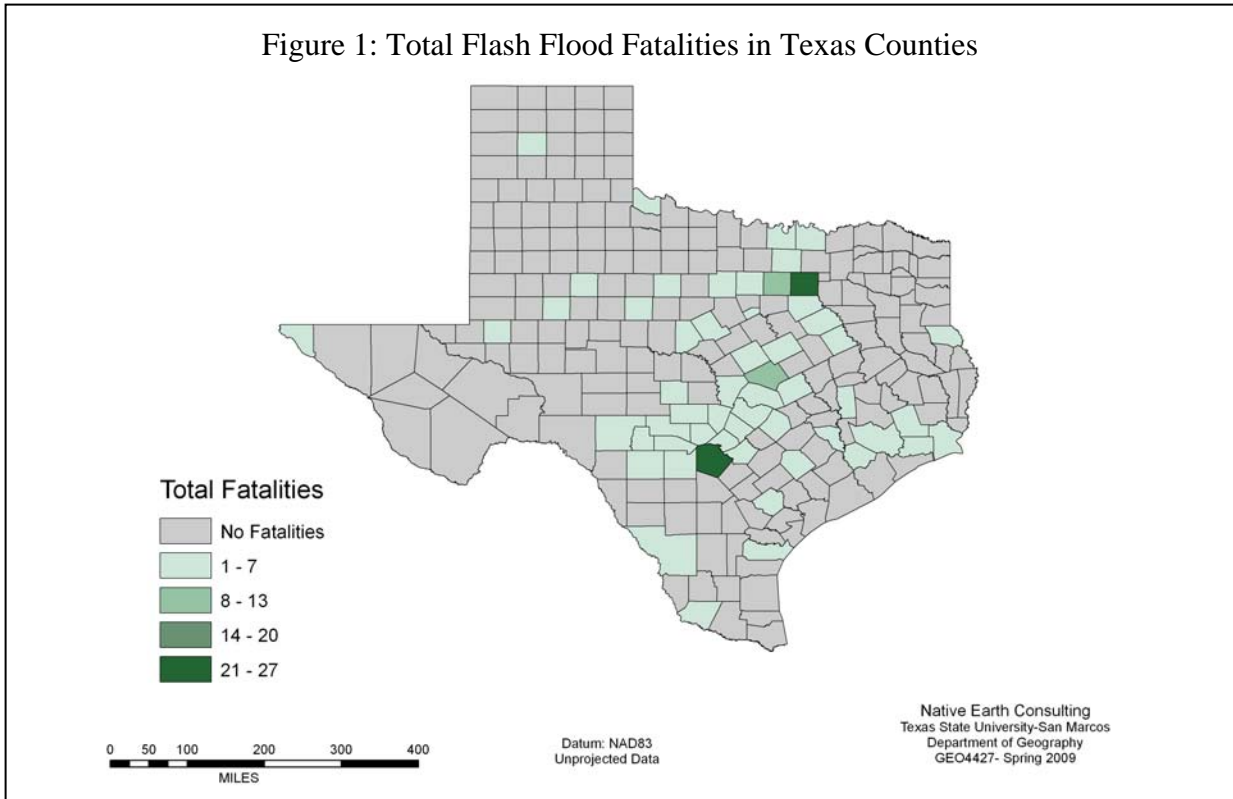 Figure 1: Total Flash Flood Fatalities in Texas Counties
Total Fatalities
No Fatalities
1 - 7
8 - 13
14 - 20
21 - 27
0 50 100 200 300 400
MILES
Datum: NAD83
Unprojected Data
Native Earth Consulting
Texas State University-San Marcos
Department of Geography
GEO4427- Spring 2009